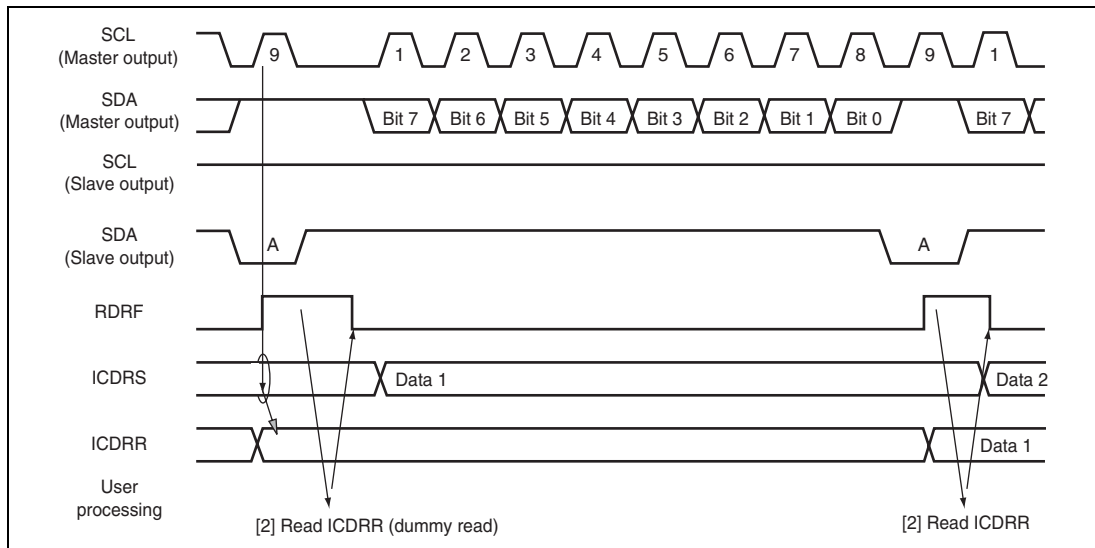 SCL
(Master output)
9 1 2 3 4 5 6 7 8 9 1
SDA
(Master output)
Bit 7 Bit 6 Bit 5 Bit 4 Bit 3 Bit 2 Bit 1 Bit 0 Bit 7
SCL
(Slave output)
SDA
(Slave output)
A A
RDRF
ICDRS
Data 1 Data 2
ICDRR
Data 1
User
processing
[2] Read ICDRR (dummy read) [2] Read ICDRR